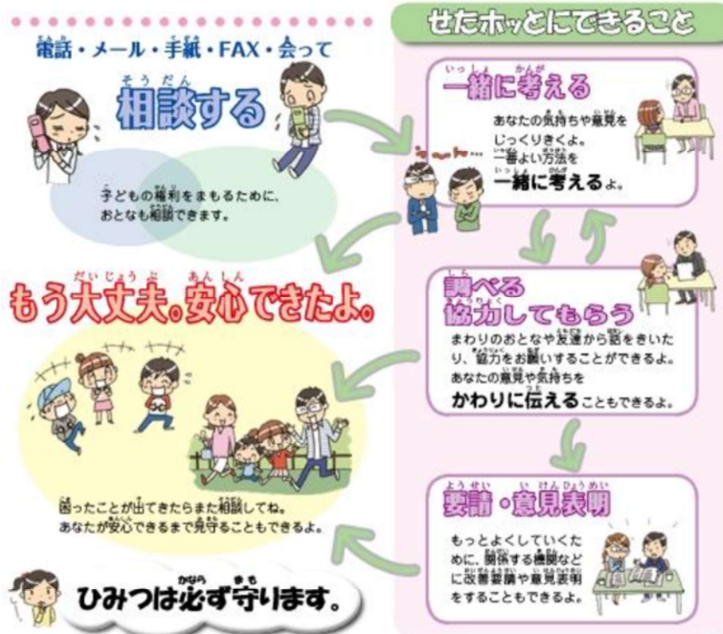 電話・メール・手紙・FAX・会って
相談する
子どもの権利をまもるために、
おとなも相談できます。
もう大丈夫。安心できたよ。
困ったことが出てきたらまた相談してね。
あなたが安心できるまで見守ることもできるよ。
ひみつは必ず守ります。
せたホッとにできること
一緒に考える
あなたの気持ちや意見を
じっくりきくよ。
一番よい方法を
一緒に考えるよ。
う〜ん…
調べる
協力してもらう
まわりのおとなや友達から話をきいた
り、協力をお願いすることができるよ。
あなたの意見や気持ちを
かわりに伝えることもできるよ。
要請・意見表明
もっとよくしていくた
めに、関係する機関など
に改善要請や意見表明
をすることもできるよ。